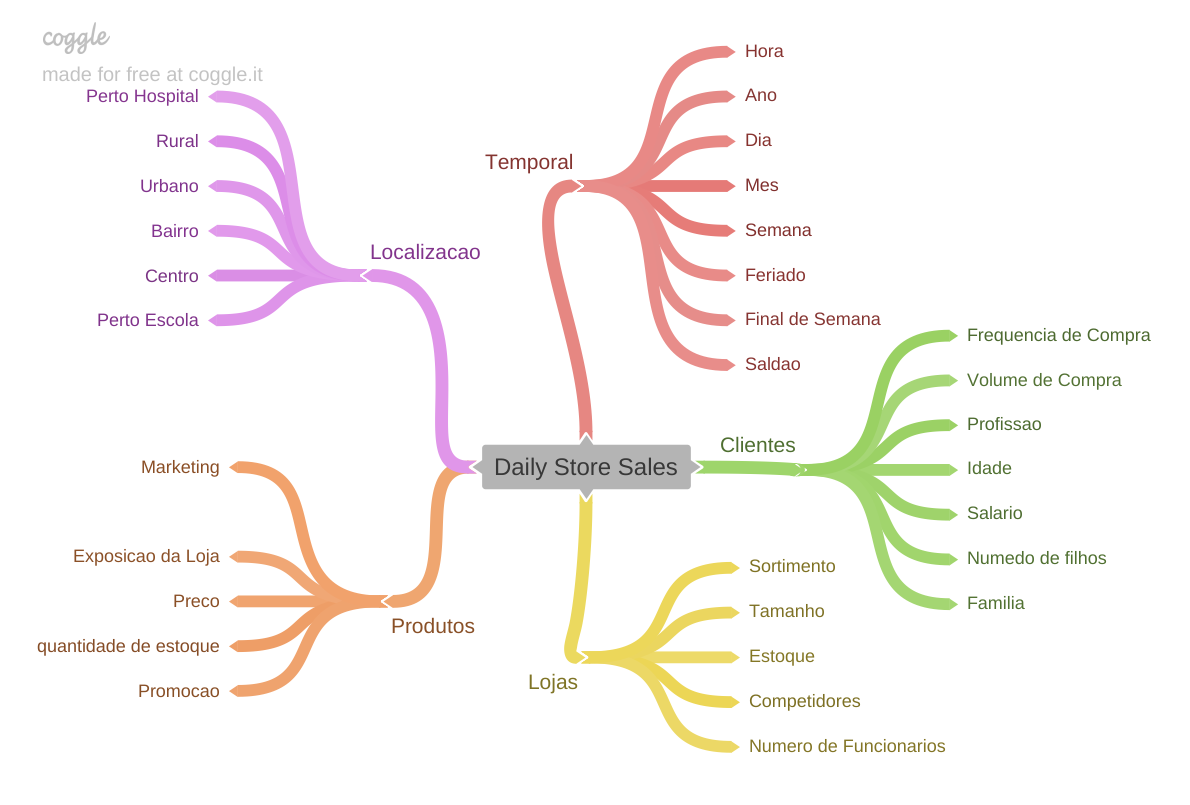 coggle
made for free at coggle.it
Localizacao
Perto Hospital
Rural
Urbano
Bairro
Centro
Perto Escola
Temporal
Hora
Ano
Dia
Mes
Semana
Feriado
Final de Semana
Saldao
Daily Store Sales
Clientes
Frequencia de Compra
Volume de Compra
Profissao
Idade
Salario
Numedo de filhos
Familia
Produtos
Marketing
Exposicao da Loja
Preco
quantidade de estoque
Promocao
Lojas
Sortimento
Tamanho
Estoque
Competidores
Numero de Funcionarios